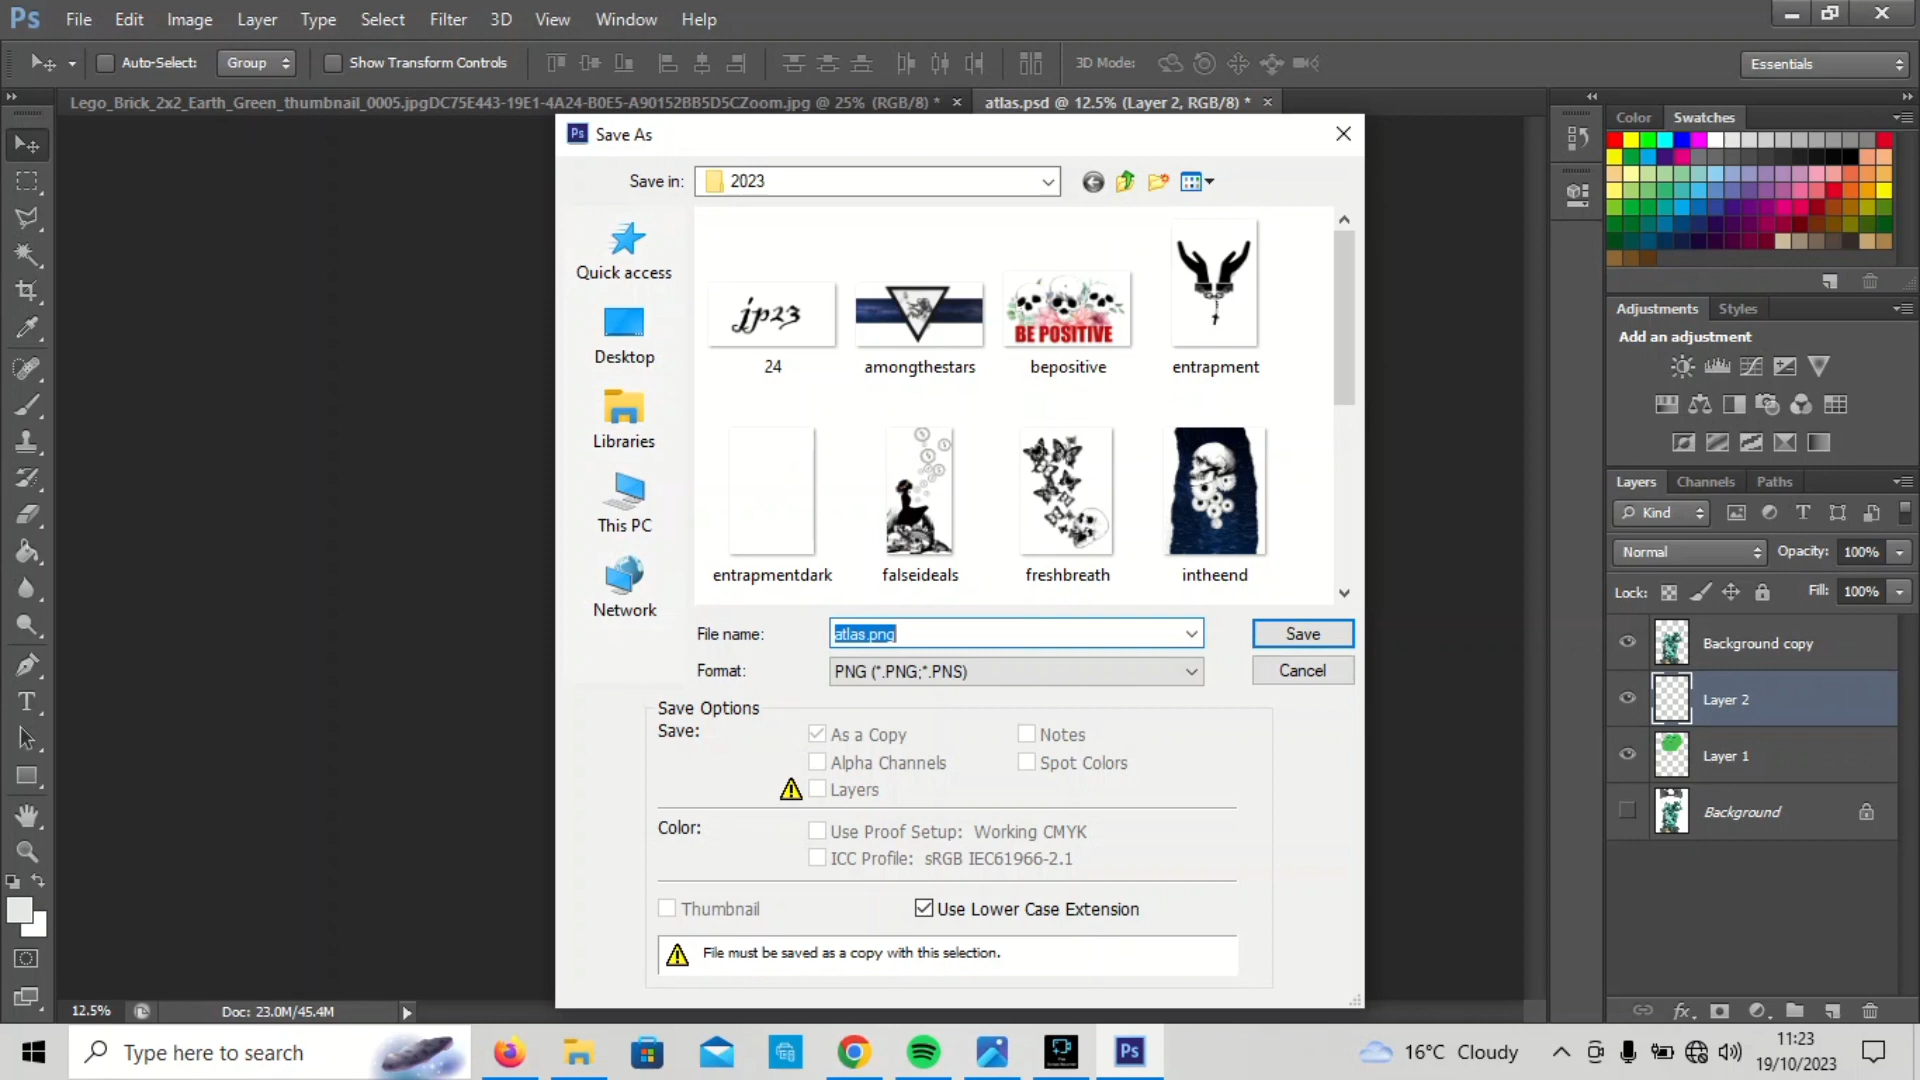 Ps File Edit Image Layer Type Select Filter 3D View Window Help
Auto-Select: Group Show Transform Controls 3D Mode: Essentials
Lego_Brick_2x2_Earth_Green_thumbnail_0005.jpgDC75E443-19E1-4A24-B0E5-A90152BB5D5CZoom.jpg @ 25% (RGB/8) * × atlas.psd @ 12.5% (Layer 2, RGB/8) * ×
Ps Save As
Save in: 2023
Quick access
Desktop
Libraries
This PC
Network
jp23
BE POSITIVE
24 amongthestars bepositive entrapment
entrapmentdark falseideals freshbreath intheend
File name: atlas.png Save
Format: PNG (*.PNG;*.PNS) Cancel
Save Options
Save: As a Copy Notes
Alpha Channels Spot Colors
Layers
Color: Use Proof Setup: Working CMYK
ICC Profile: sRGB IEC61966-2.1
Thumbnail Use Lower Case Extension
File must be saved as a copy with this selection.
Color Swatches
Adjustments Styles
Add an adjustment
Layers Channels Paths
Kind
Normal Opacity: 100%
Lock: Fill: 100%
Background copy
Layer 2
Layer 1
Background
fx
12.5% Doc: 23.0M/45.4M
Type here to search
Ps
16°C Cloudy
11:23
19/10/2023